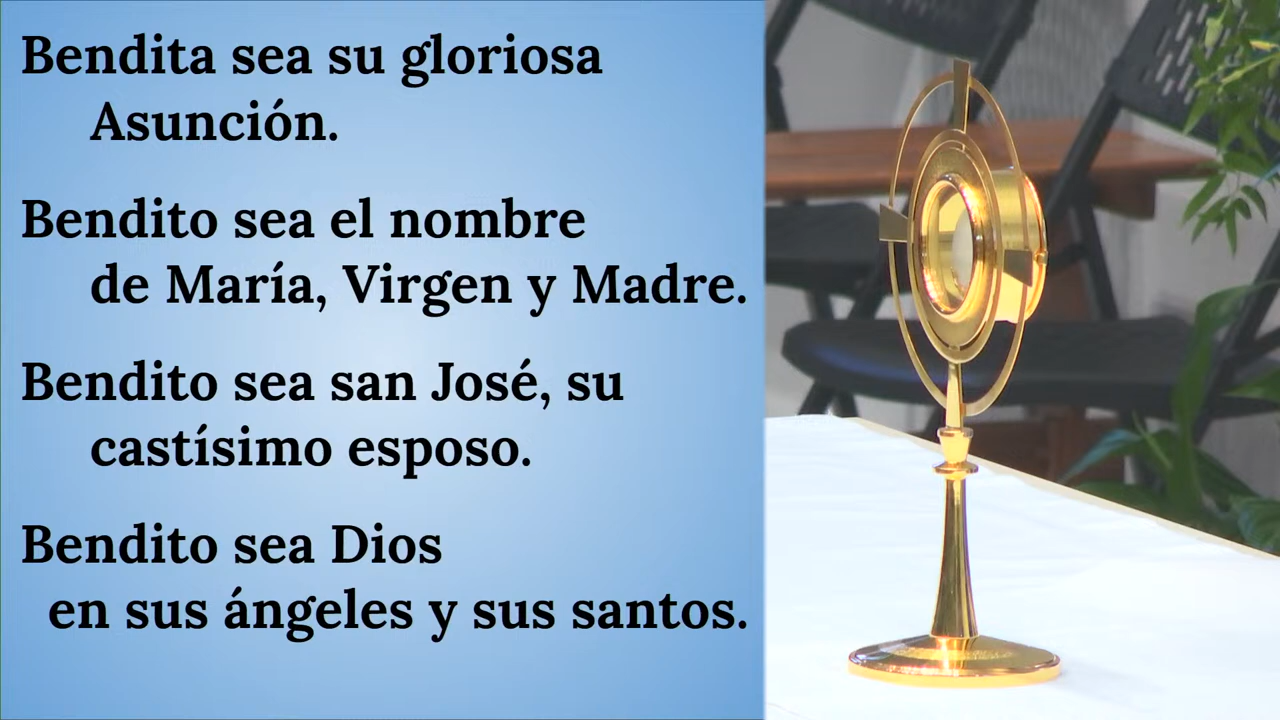 Bendita sea su gloriosa
Asunción.
Bendito sea el nombre
de María, Virgen y Madre.
Bendito sea san José, su
castísimo esposo.
Bendito sea Dios
en sus ángeles y sus santos.